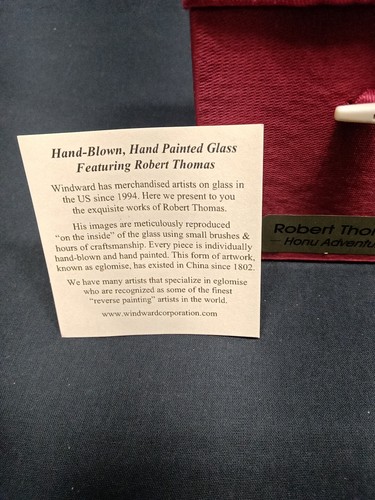 Hand-Blown, Hand Painted Glass
Featuring Robert Thomas
Windward has merchandised artists on glass in
the US since 1994. Here we present to you
the exquisite works of Robert Thomas.
His images are meticulously reproduced
"on the inside" of the glass using small brushes &
hours of craftsmanship. Every piece is individually
hand-blown and hand painted. This form of artwork,
known as eglomise, has existed in China since 1802.
We have many artists that specialize in eglomise
who are recognized as some of the finest
"reverse painting" artists in the world.
www.windwardcorporation.com
Robert
Honu